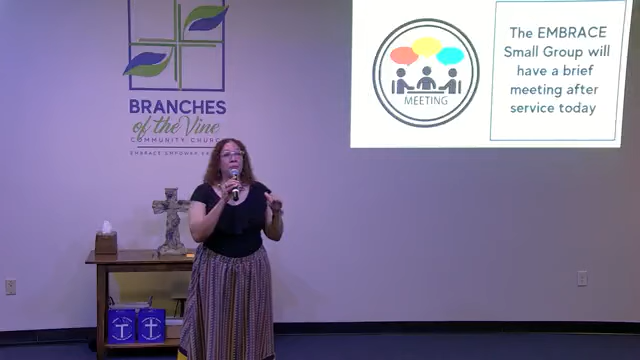 BRANCHES
of the Vine
COMMUNITY CHURCH
MEETING
The EMBRACE
Small Group will
have a brief
meeting after
service today